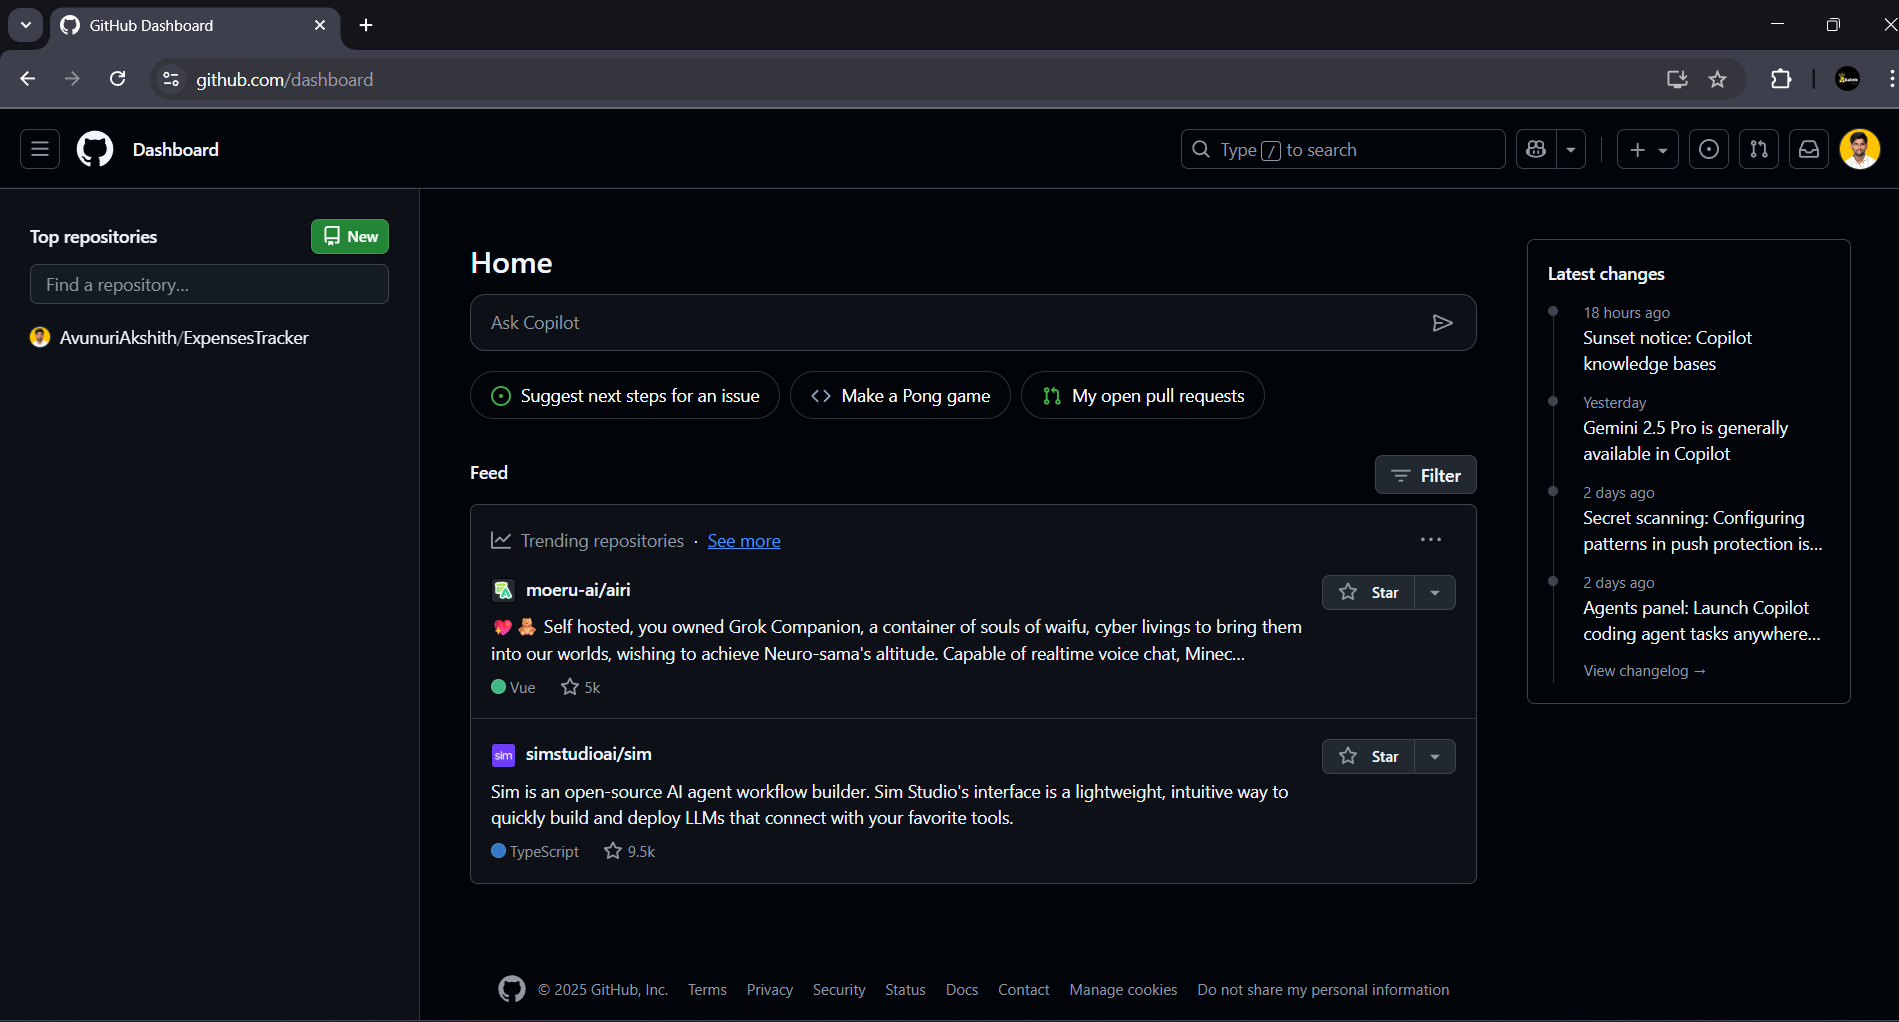 GitHub Dashboard
github.com/dashboard
Dashboard
Type / to search
Top repositories
New
Find a repository...
AvunuriAkshith/ExpensesTracker
Home
Ask Copilot
Suggest next steps for an issue
Make a Pong game
My open pull requests
Feed
Filter
Trending repositories · See more
moeru-ai/airi
Star
💖 🧸 Self hosted, you owned Grok Companion, a container of souls of waifu, cyber livings to bring them
into our worlds, wishing to achieve Neuro-sama's altitude. Capable of realtime voice chat, Minec...
Vue
5k
sim
simstudioai/sim
Star
Sim is an open-source AI agent workflow builder. Sim Studio's interface is a lightweight, intuitive way to
quickly build and deploy LLMs that connect with your favorite tools.
TypeScript
9.5k
Latest changes
18 hours ago
Sunset notice: Copilot
knowledge bases
Yesterday
Gemini 2.5 Pro is generally
available in Copilot
2 days ago
Secret scanning: Configuring
patterns in push protection is...
2 days ago
Agents panel: Launch Copilot
coding agent tasks anywhere...
View changelog →
© 2025 GitHub, Inc.
Terms
Privacy
Security
Status
Docs
Contact
Manage cookies
Do not share my personal information